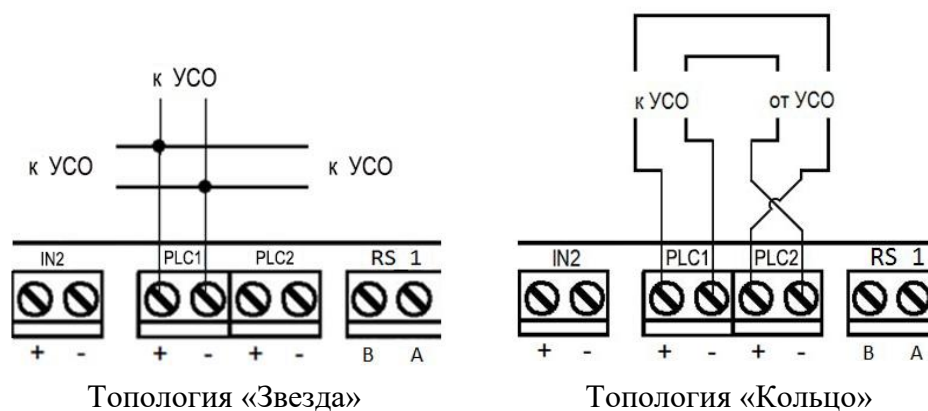 к УСО
к УСО
к УСО
IN2
PLC1
PLC2
RS 1
+ - + - + - B A
Топология «Звезда»
к УСО
от УСО
IN2
PLC1
PLC2
RS 1
+ - + - + - B A
Топология «Кольцо»